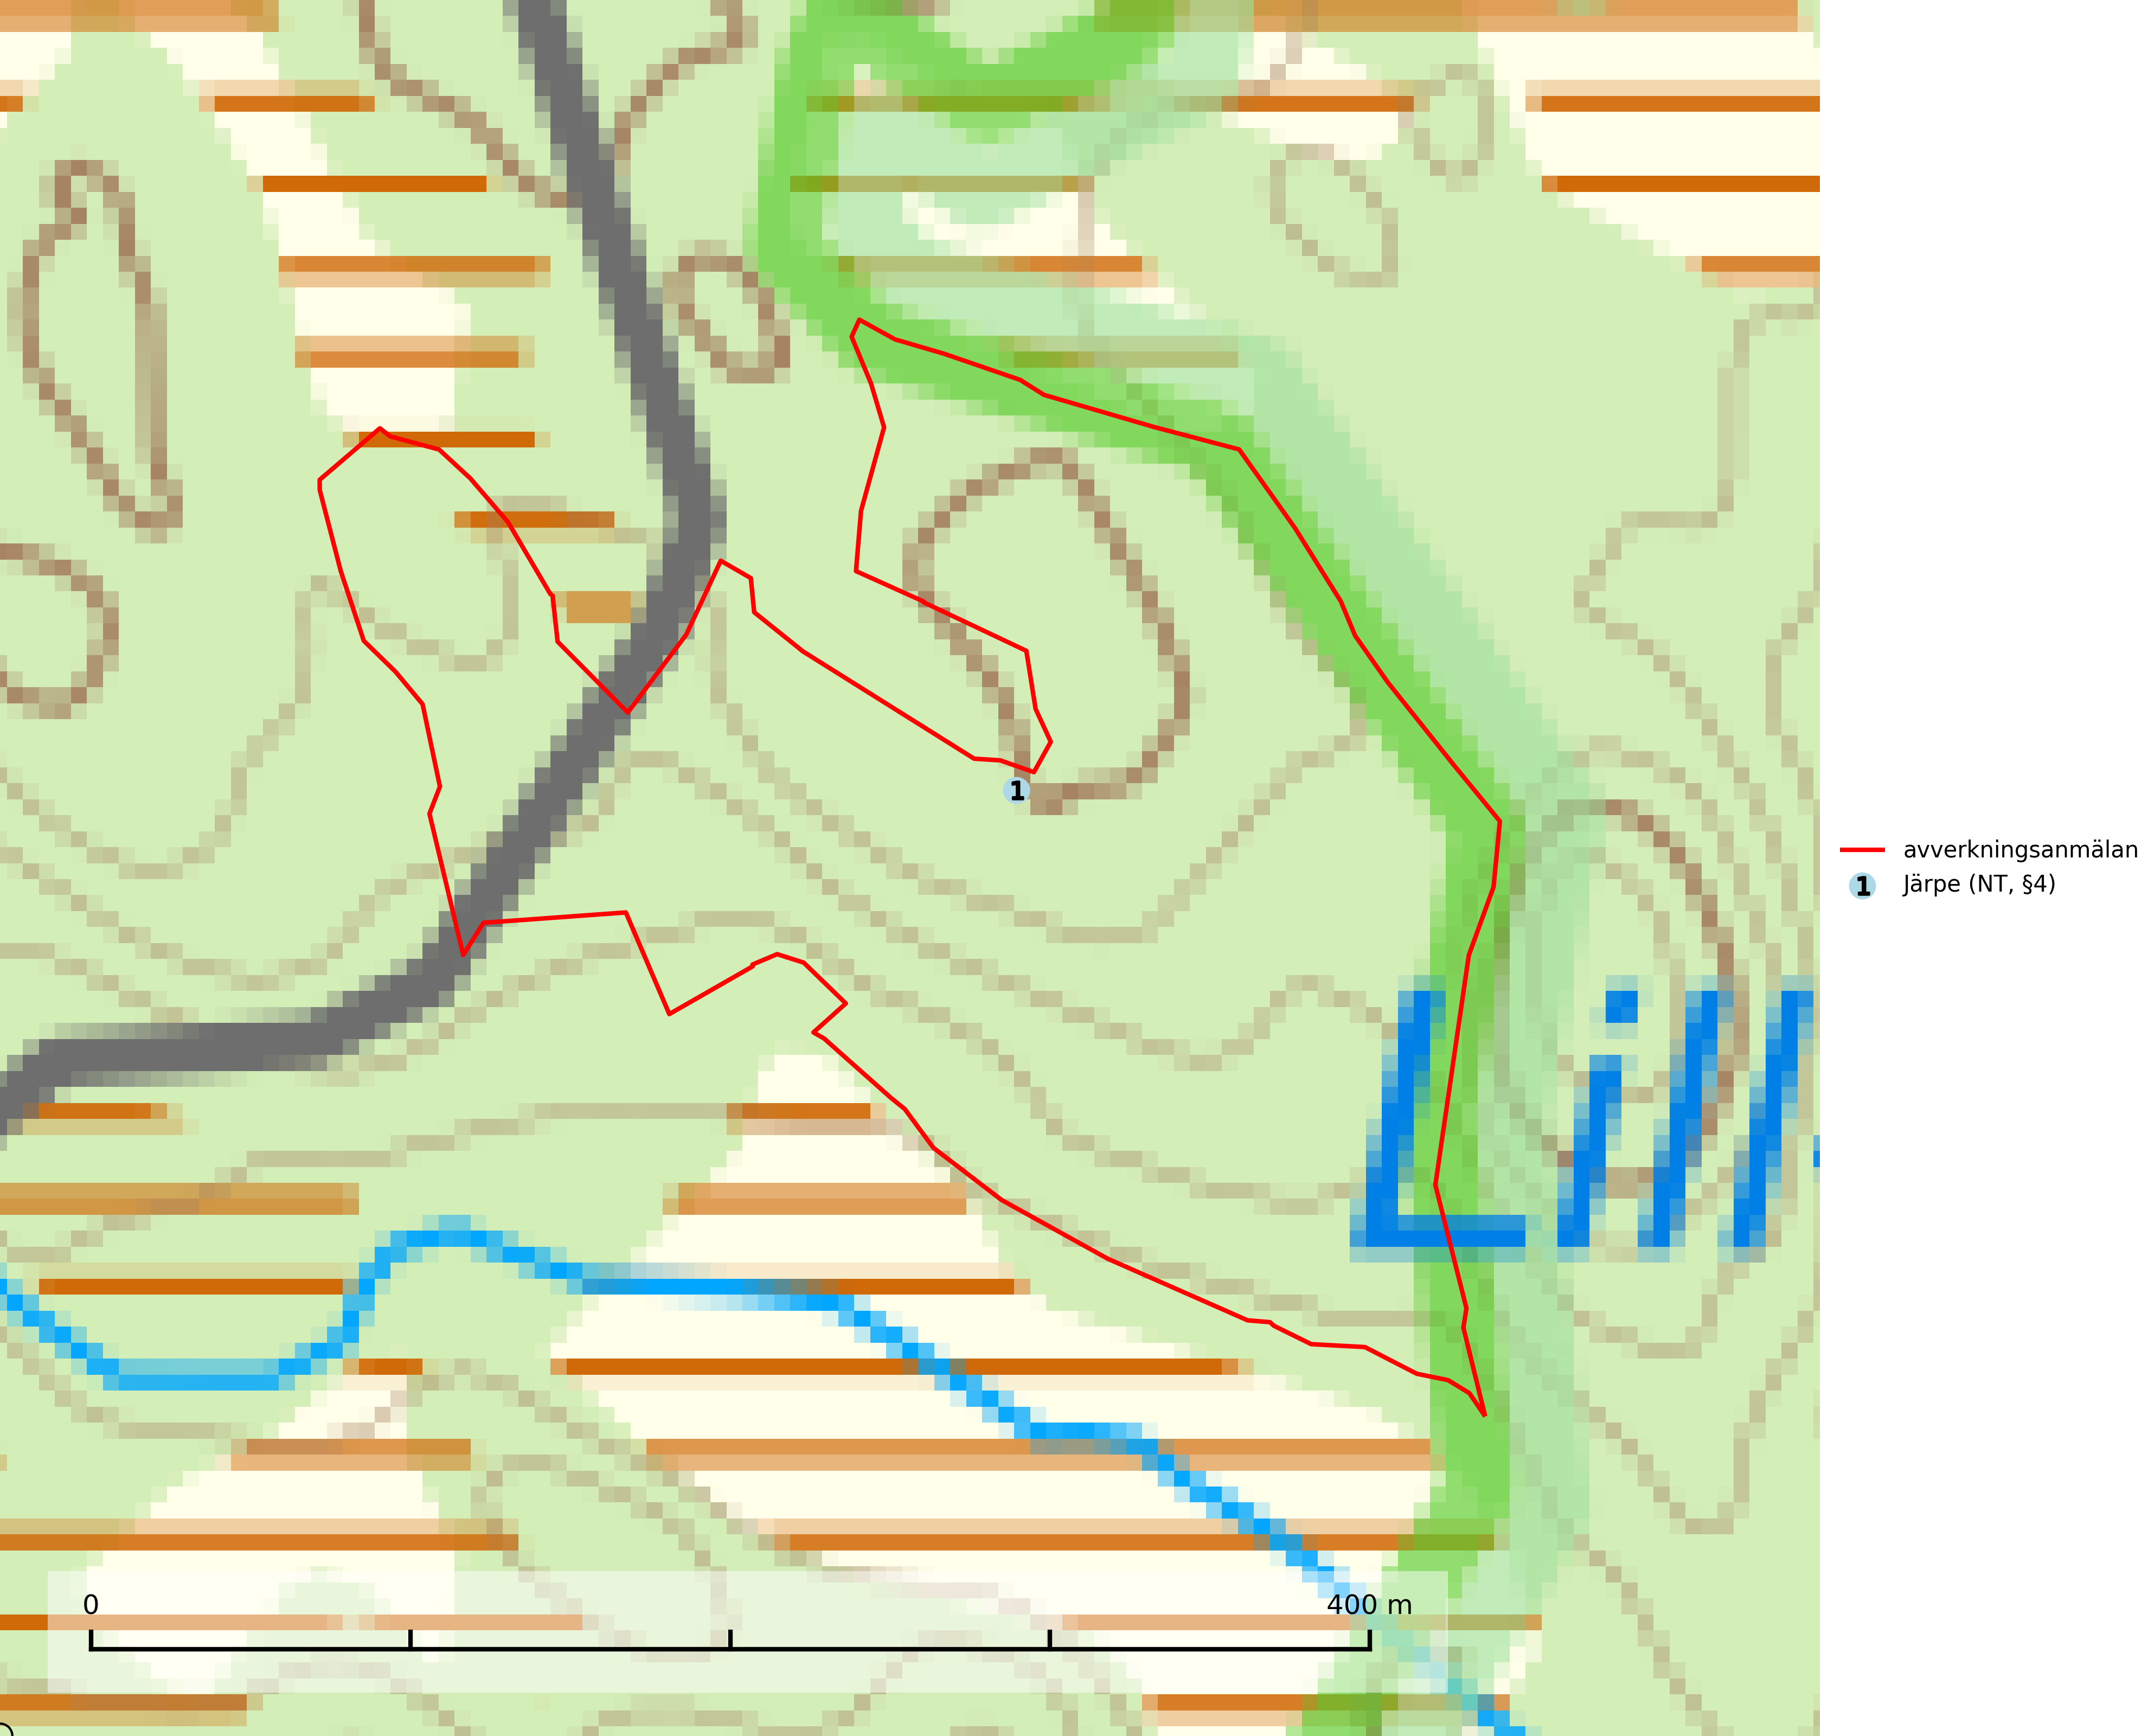 1
L
0
400 m
avverkningsanmälan
1 Järpe (NT, §4)